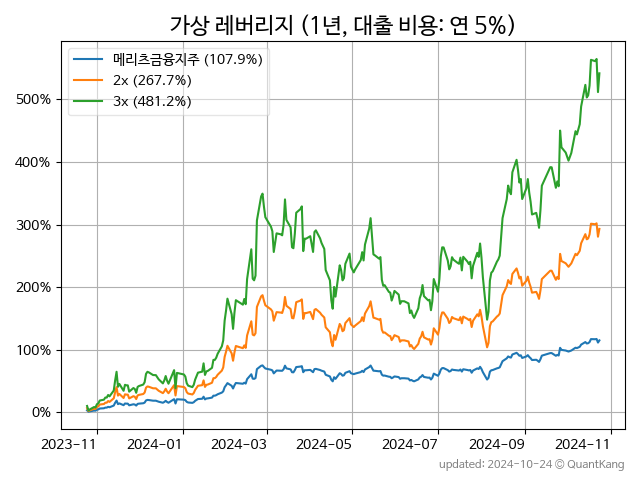 가상 레버리지 (1년, 대출 비용: 연 5%)
메리츠금융지주 (107.9%)
2x (267.7%)
3x (481.2%)
500%
400%
300%
200%
100%
0%
2023-11 2024-01 2024-03 2024-05 2024-07 2024-09 2024-11
updated: 2024-10-24 © QuantKang